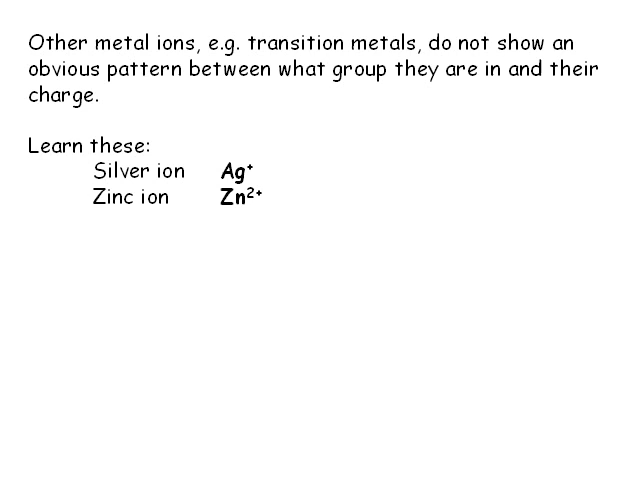 Other metal ions, e.g. transition metals, do not show an
obvious pattern between what group they are in and their
charge.
Learn these:
Silver ion Ag⁺
Zinc ion Zn²⁺